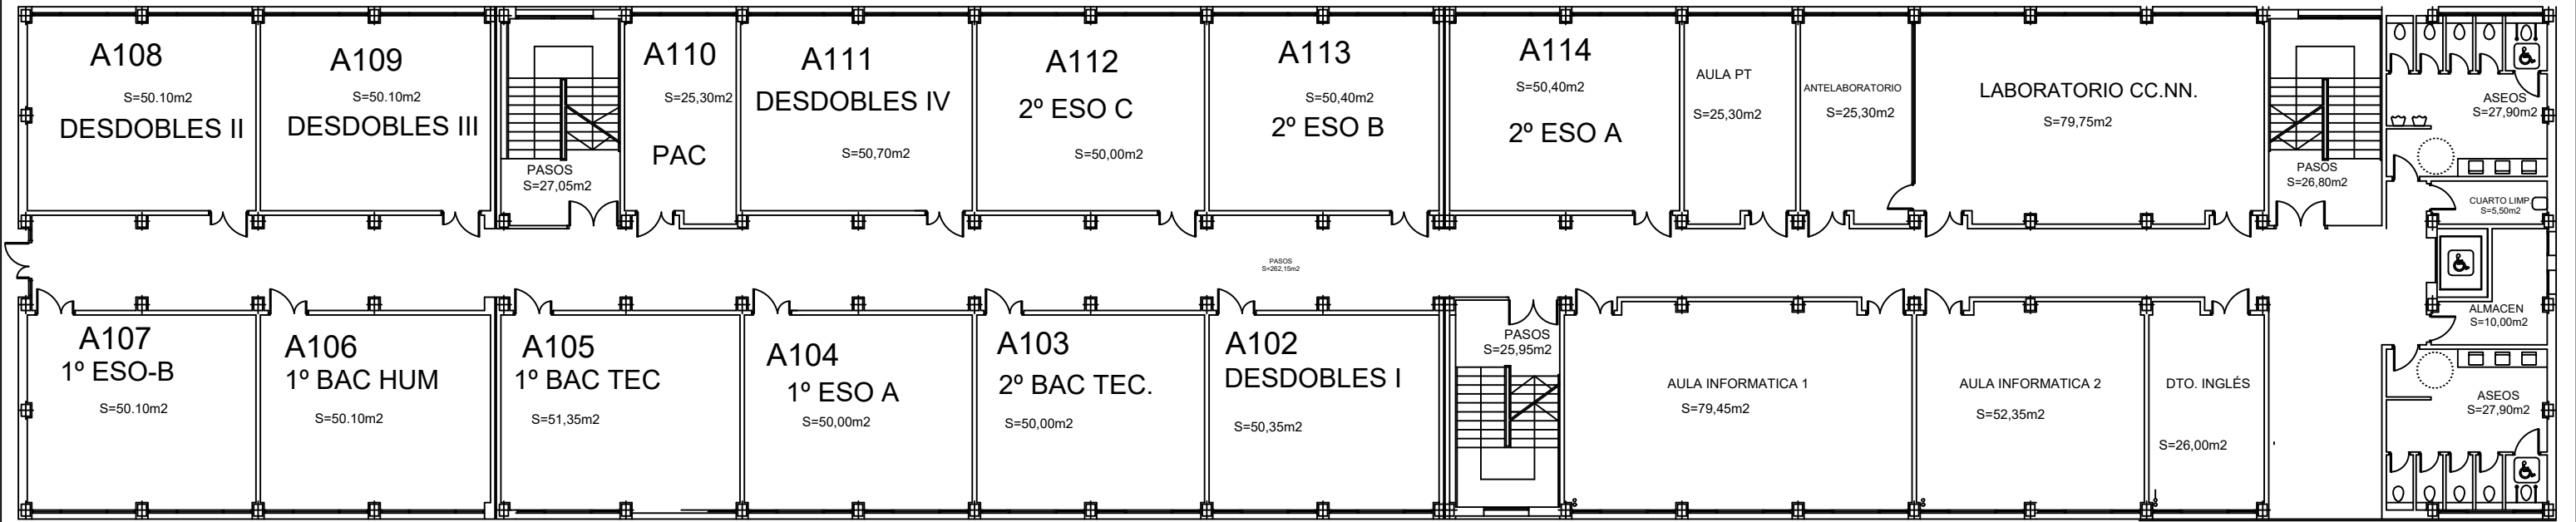 A108
S=50.10m2
DESDOBLES II
A109
S=50.10m2
DESDOBLES III
PASOS
S=27,05m2
A110
S=25,30m2
PAC
A111
DESDOBLES IV
S=50,70m2
A112
2º ESO C
S=50,00m2
A113
S=50,40m2
2º ESO B
A114
S=50,40m2
2º ESO A
AULA PT
S=25,30m2
ANTELABORATORIO
S=25,30m2
LABORATORIO CC.NN.
S=79,75m2
PASOS
S=26,80m2
ASEOS
S=27,90m2
CUARTO LIMP.
S=5,50m2
PASOS
S=262,15m2
ALMACEN
S=10,00m2
A107
1º ESO-B
S=50.10m2
A106
1º BAC HUM
S=50.10m2
A105
1º BAC TEC
S=51,35m2
A104
1º ESO A
S=50,00m2
A103
2º BAC TEC.
S=50,00m2
A102
DESDOBLES I
S=50,35m2
PASOS
S=25,95m2
AULA INFORMATICA 1
S=79,45m2
AULA INFORMATICA 2
S=52,35m2
DTO. INGLÉS
S=26,00m2
ASEOS
S=27,90m2